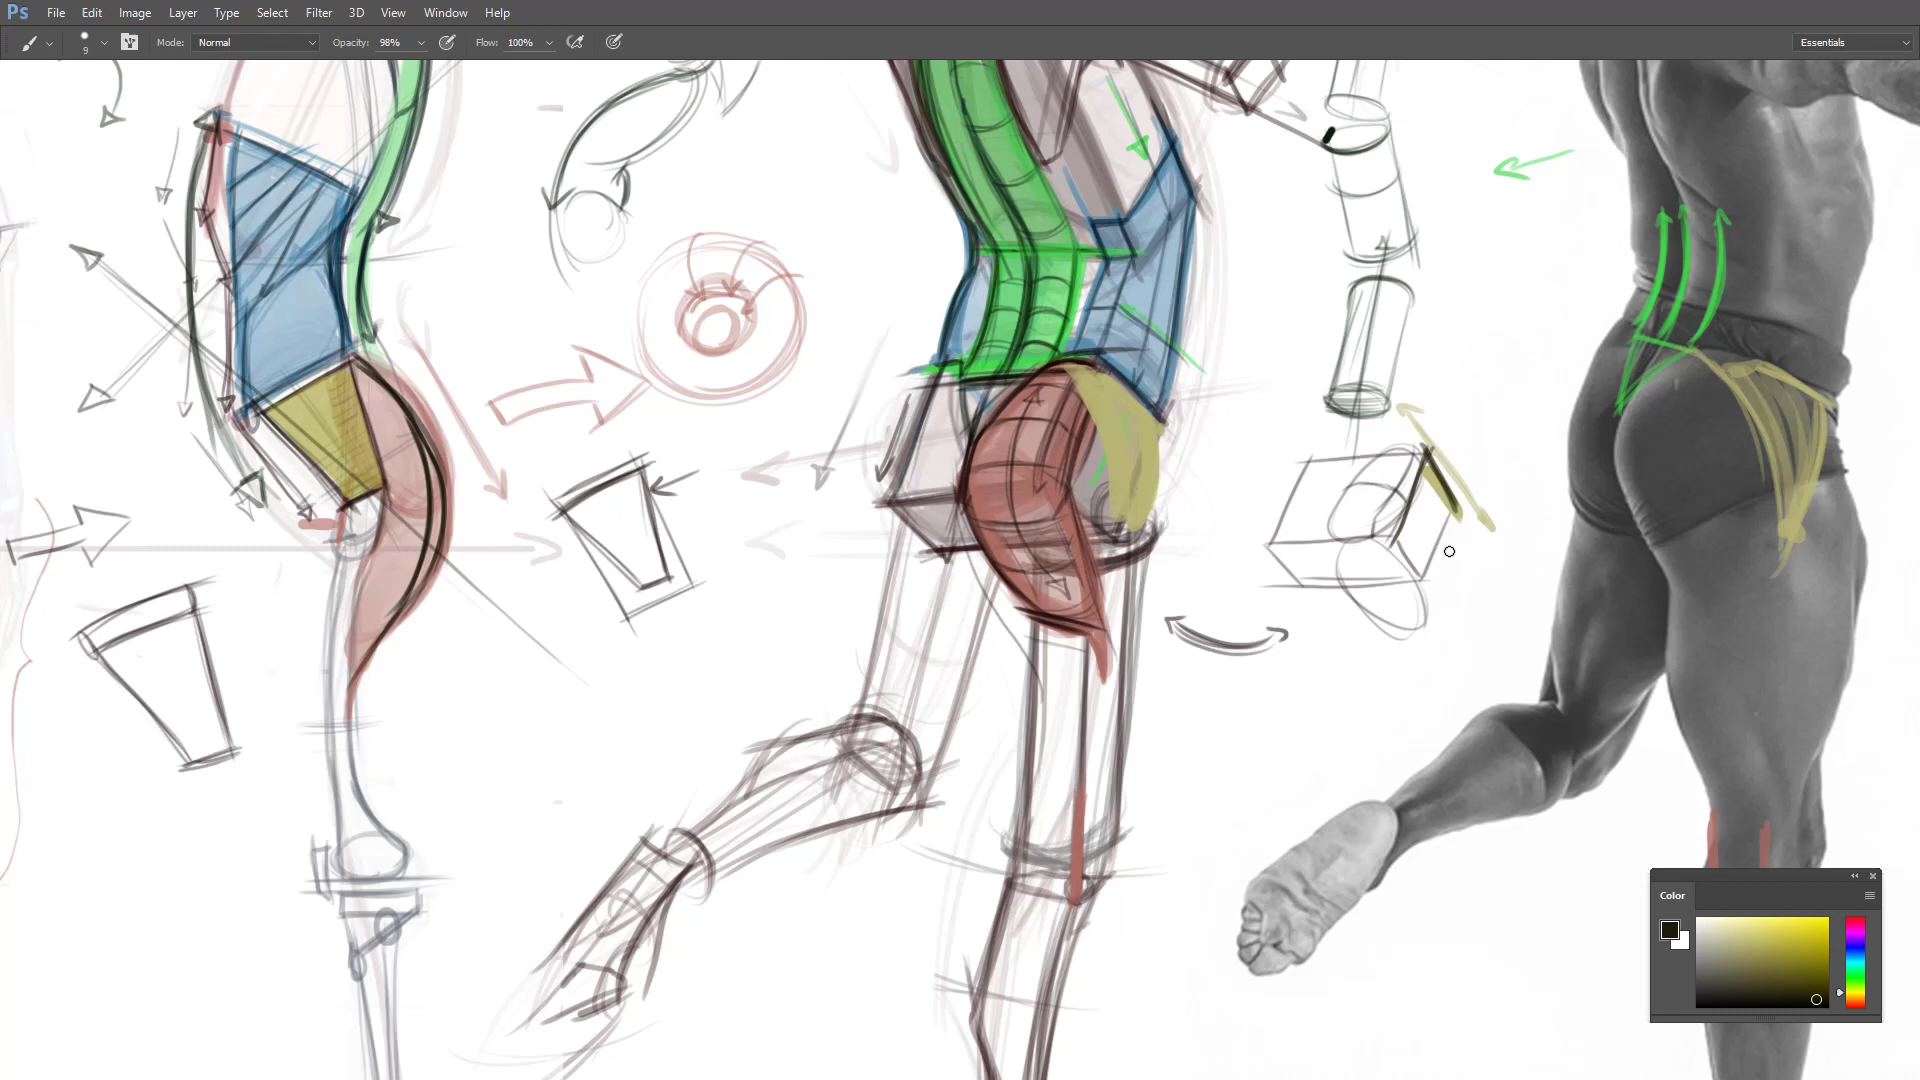 Ps File Edit Image Layer Type Select Filter 3D View Window Help
9 Mode: Normal Opacity: 98% Flow: 100% Essentials
Color